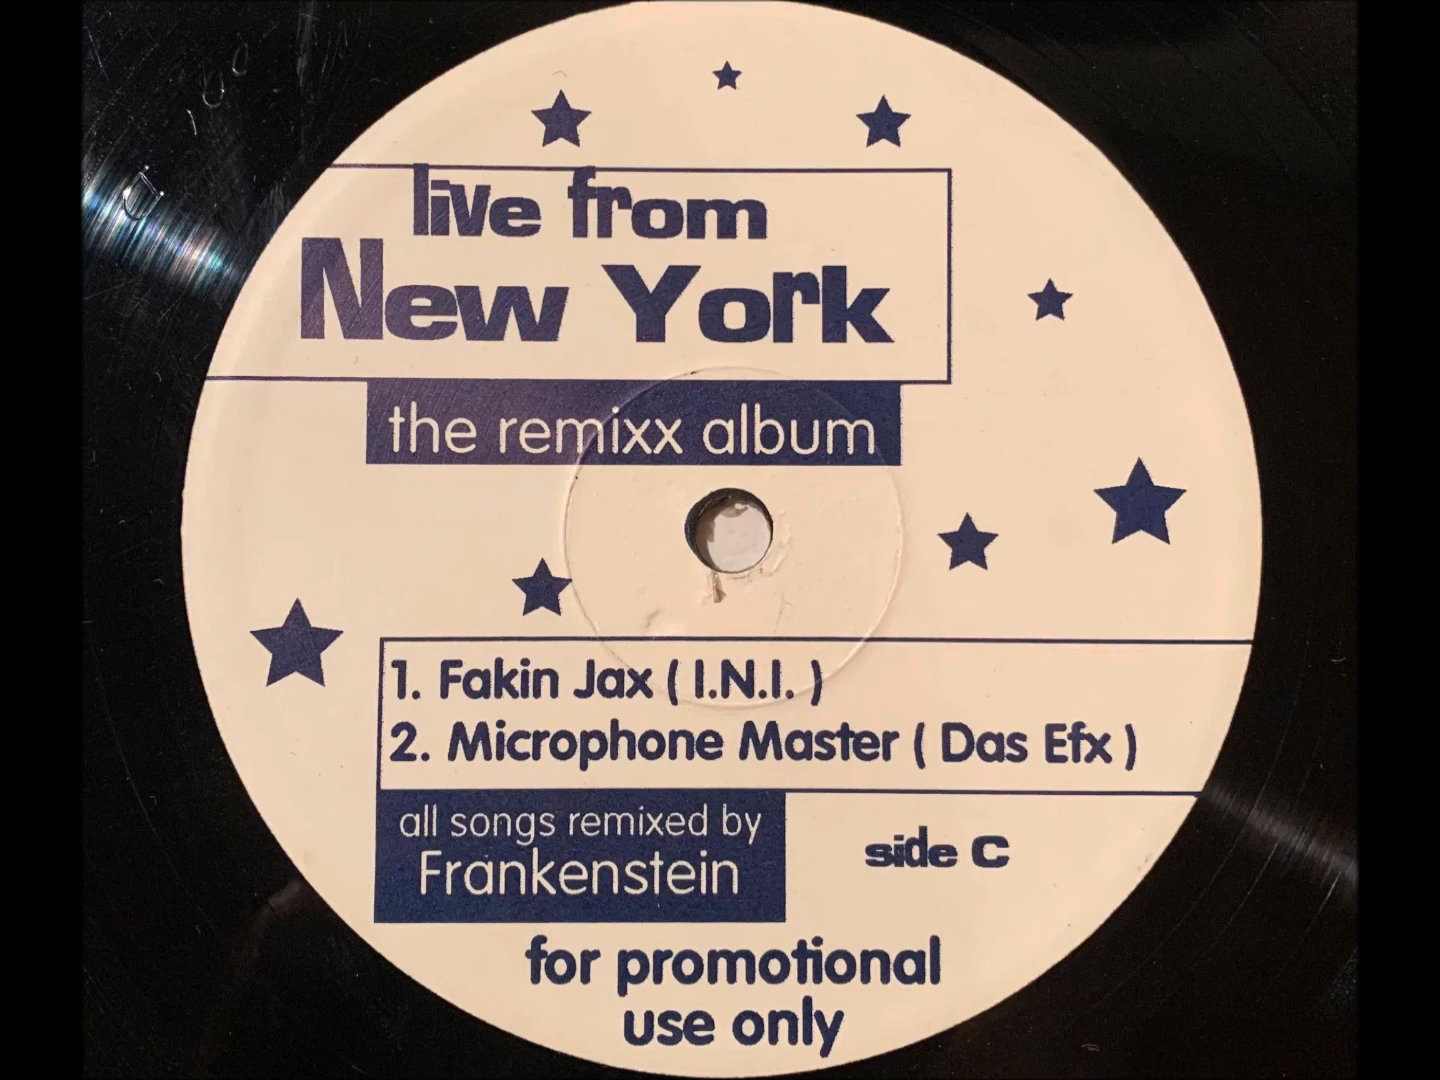 live from
New York
the remixx album
1. Fakin Jax ( I.N.I. )
2. Microphone Master ( Das Efx )
all songs remixed by
Frankenstein
side C
for promotional
use only